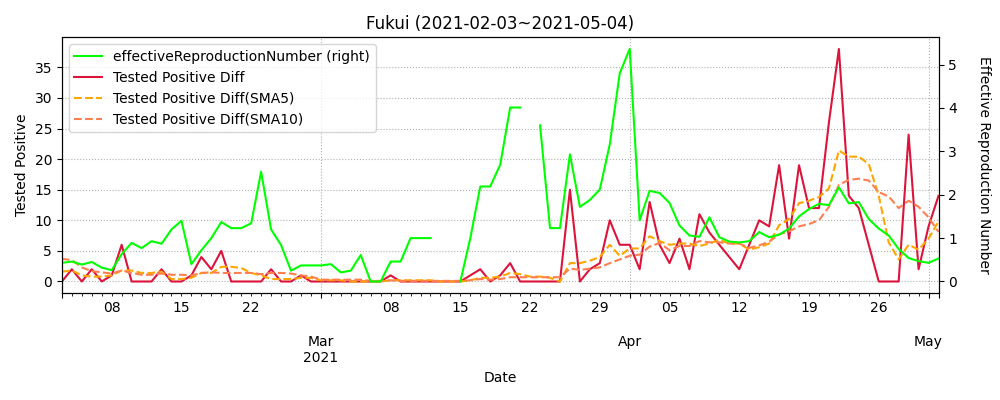 Fukui (2021-02-03~2021-05-04)
effectiveReproductionNumber (right)
Tested Positive Diff
Tested Positive Diff(SMA5)
Tested Positive Diff(SMA10)
Tested Positive
35
30
25
20
15
10
5
0
Effective Reproduction Number
5
4
3
2
1
0
08 15 22 08 15 22 29 05 12 19 26
Mar Apr May
2021
Date